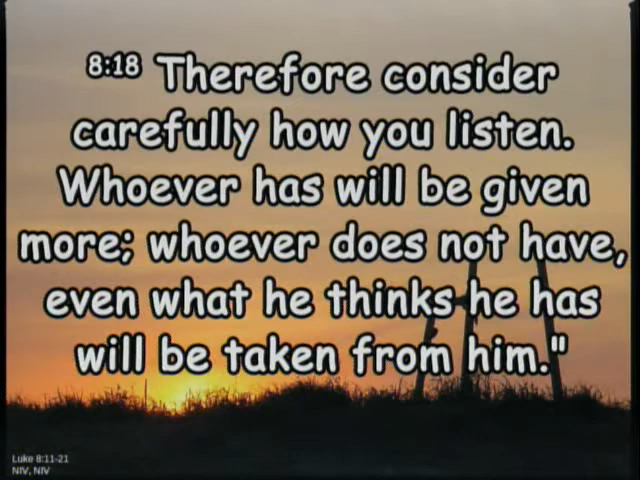 8:18 Therefore consider
carefully how you listen.
Whoever has will be given
more; whoever does not have,
even what he thinks he has
will be taken from him."
Luke 8:11-21
NIV, NIV